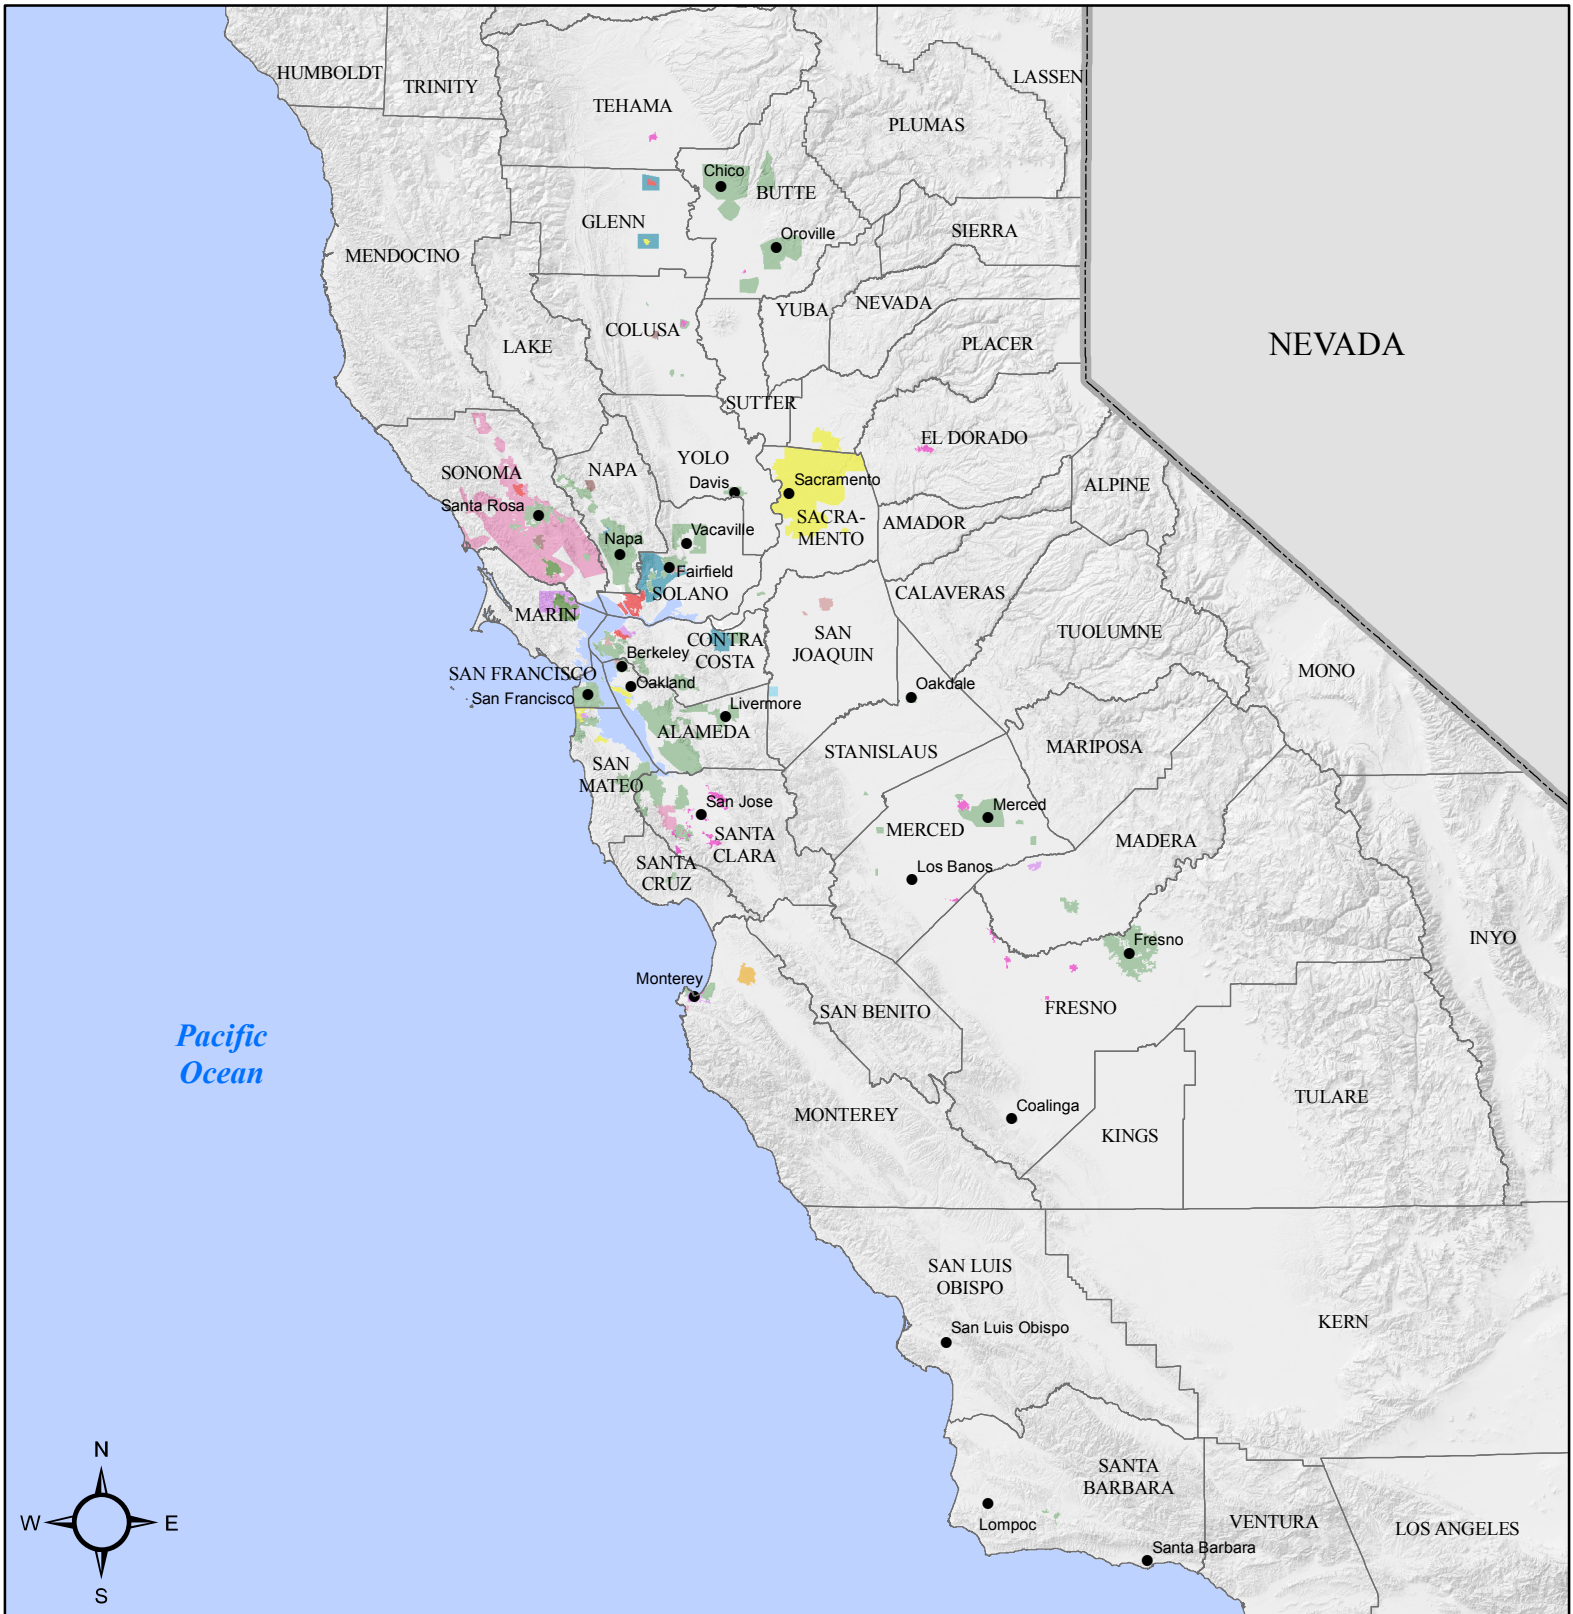 HUMBOLDT
TRINITY
LASSEN
TEHAMA
PLUMAS
Chico
BUTTE
GLENN
SIERRA
Oroville
MENDOCINO
NEVADA
YUBA
COLUSA
NEVADA
PLACER
LAKE
SUTTER
EL DORADO
YOLO
NAPA
SONOMA
Davis
Sacramento
ALPINE
Santa Rosa
SACRA-
MENTO
AMADOR
Vacaville
Napa
Fairfield
SOLANO
CALAVERAS
MARIN
SAN
JOAQUIN
TUOLUMNE
CONTRA
COSTA
Berkeley
MONO
SAN FRANCISCO
Oakland
Oakdale
San Francisco
Livermore
ALAMEDA
STANISLAUS
MARIPOSA
SAN
MATEO
San Jose
Merced
MERCED
SANTA
CLARA
MADERA
SANTA
CRUZ
Los Banos
Fresno
INYO
Monterey
SAN BENITO
FRESNO
Pacific
Ocean
TULARE
Coalinga
MONTEREY
KINGS
SAN LUIS
OBISPO
KERN
San Luis Obispo
N
W
E
S
SANTA
BARBARA
Lompoc
VENTURA
LOS ANGELES
Santa Barbara